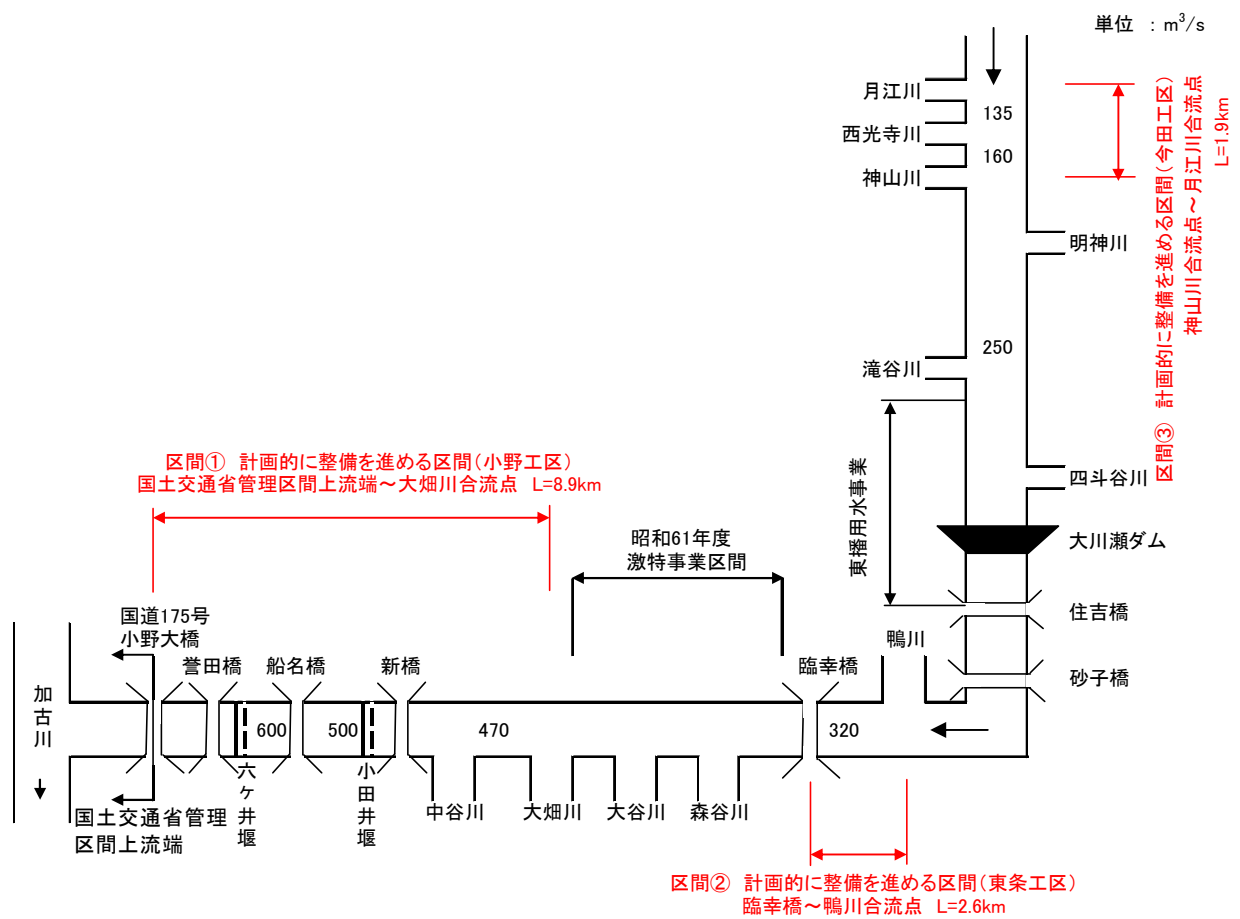 単位 : m³/s
月江川
135
西光寺川
160
神山川
区間③ 計画的に整備を進める区間(今田工区)
神山川合流点～月江川合流点
L=1.9km
明神川
250
滝谷川
東播用水事業
四斗谷川
大川瀬ダム
住吉橋
砂子橋
区間① 計画的に整備を進める区間(小野工区)
国土交通省管理区間上流端～大畑川合流点 L=8.9km
昭和61年度
激特事業区間
国道175号
小野大橋
誉田橋
船名橋
新橋
臨幸橋
鴨川
加古川
600
500
470
320
六ヶ井堰
小田井堰
中谷川
大畑川
大谷川
森谷川
国土交通省管理
区間上流端
区間② 計画的に整備を進める区間(東条工区)
臨幸橋～鴨川合流点 L=2.6km